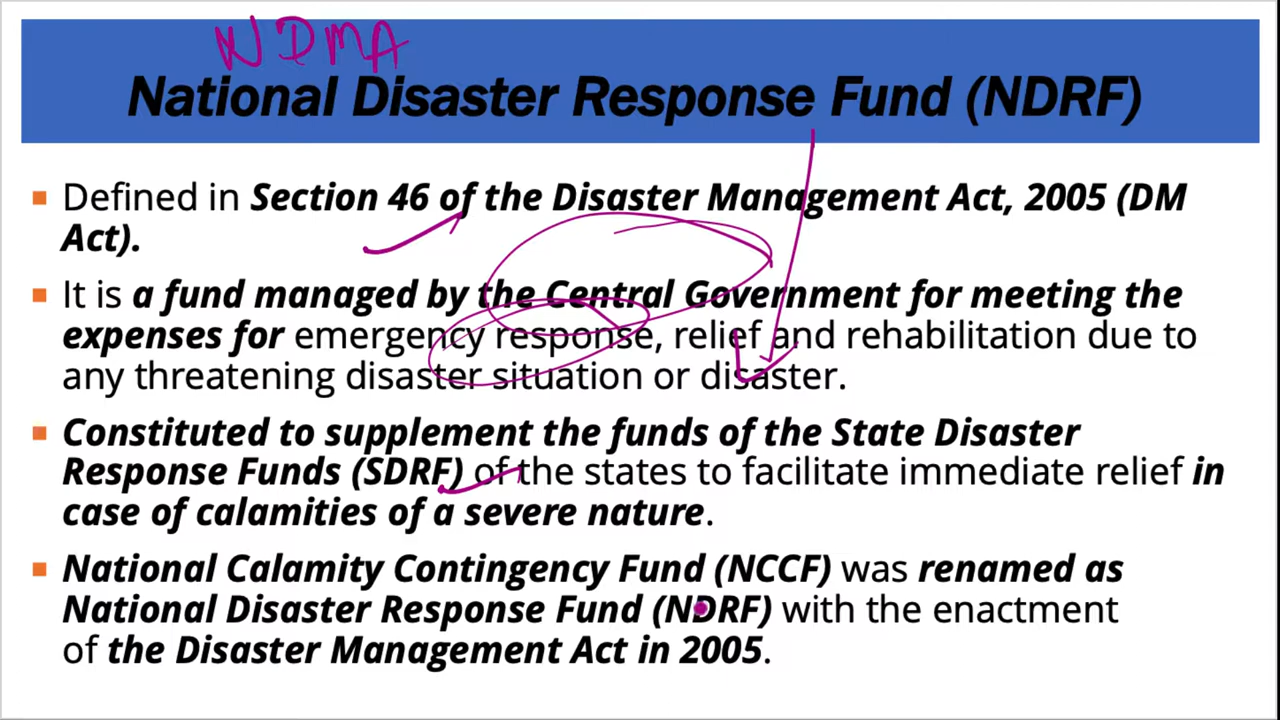 NDMA
National Disaster Response Fund (NDRF)
Defined in Section 46 of the Disaster Management Act, 2005 (DM
Act).
It is a fund managed by the Central Government for meeting the
expenses for emergency response, relief and rehabilitation due to
any threatening disaster situation or disaster.
Constituted to supplement the funds of the State Disaster
Response Funds (SDRF) of the states to facilitate immediate relief in
case of calamities of a severe nature.
National Calamity Contingency Fund (NCCF) was renamed as
National Disaster Response Fund (NDRF) with the enactment
of the Disaster Management Act in 2005.